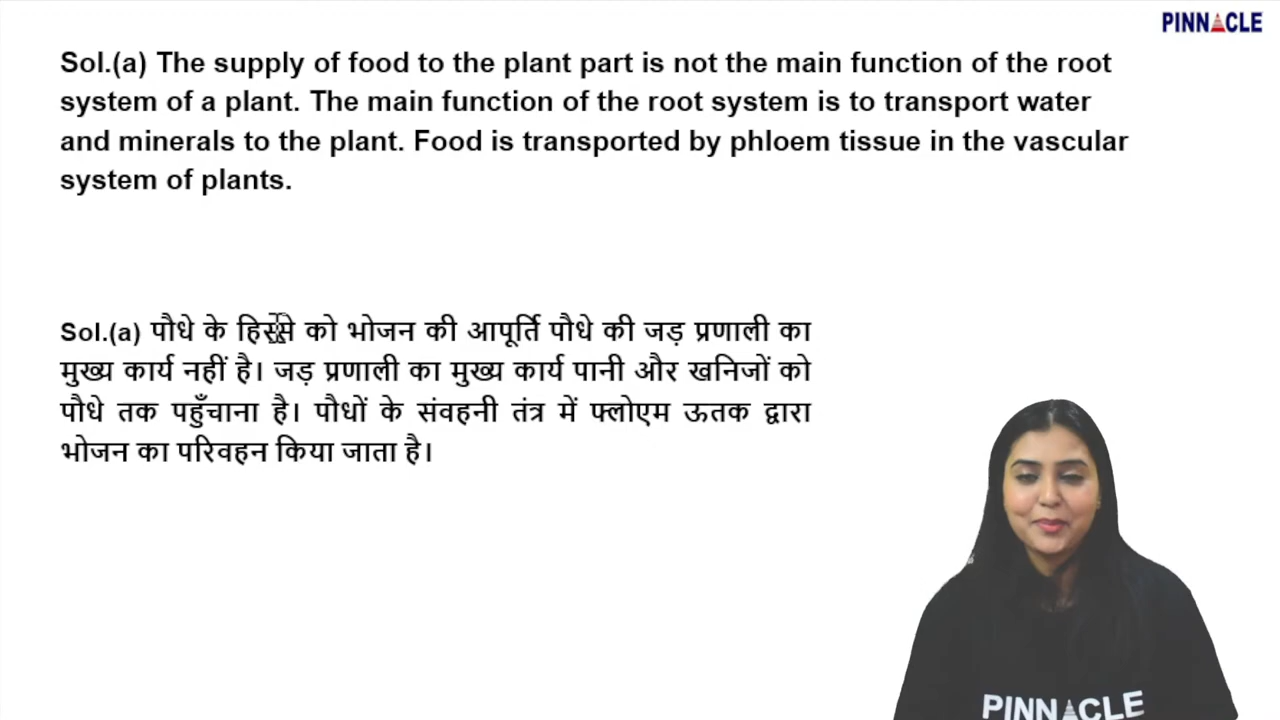 PINNACLE
Sol.(a) The supply of food to the plant part is not the main function of the root
system of a plant. The main function of the root system is to transport water
and minerals to the plant. Food is transported by phloem tissue in the vascular
system of plants.
Sol.(a) पौधे के हिस्से को भोजन की आपूर्ति पौधे की जड़ प्रणाली का
मुख्य कार्य नहीं है। जड़ प्रणाली का मुख्य कार्य पानी और खनिजों को
पौधे तक पहुँचाना है। पौधों के संवहनी तंत्र में फ्लोएम ऊतक द्वारा
भोजन का परिवहन किया जाता है।
PINNACLE